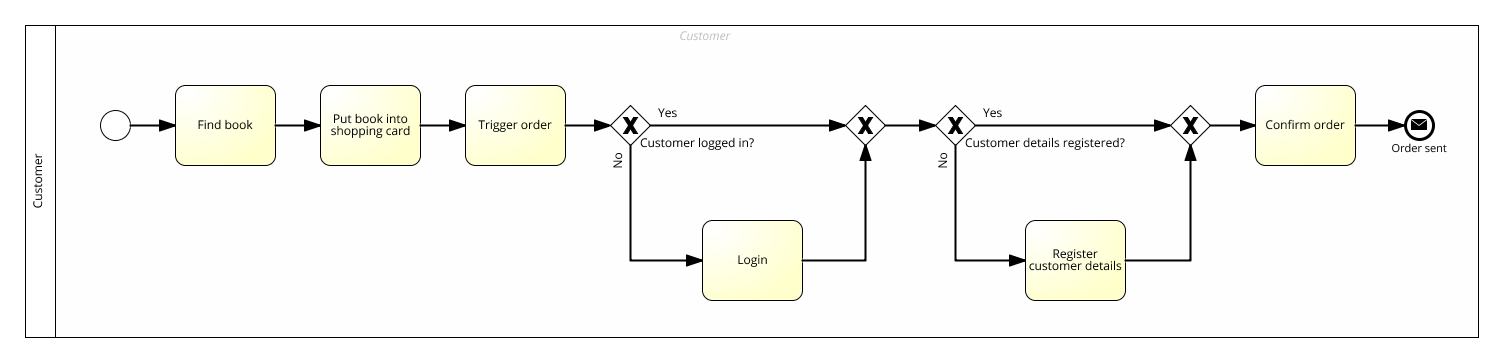 Customer
Customer
Find book
Put book into
shopping card
Trigger order
Yes
Customer logged in?
No
Login
Yes
Customer details registered?
No
Register
customer details
Confirm order
Order sent